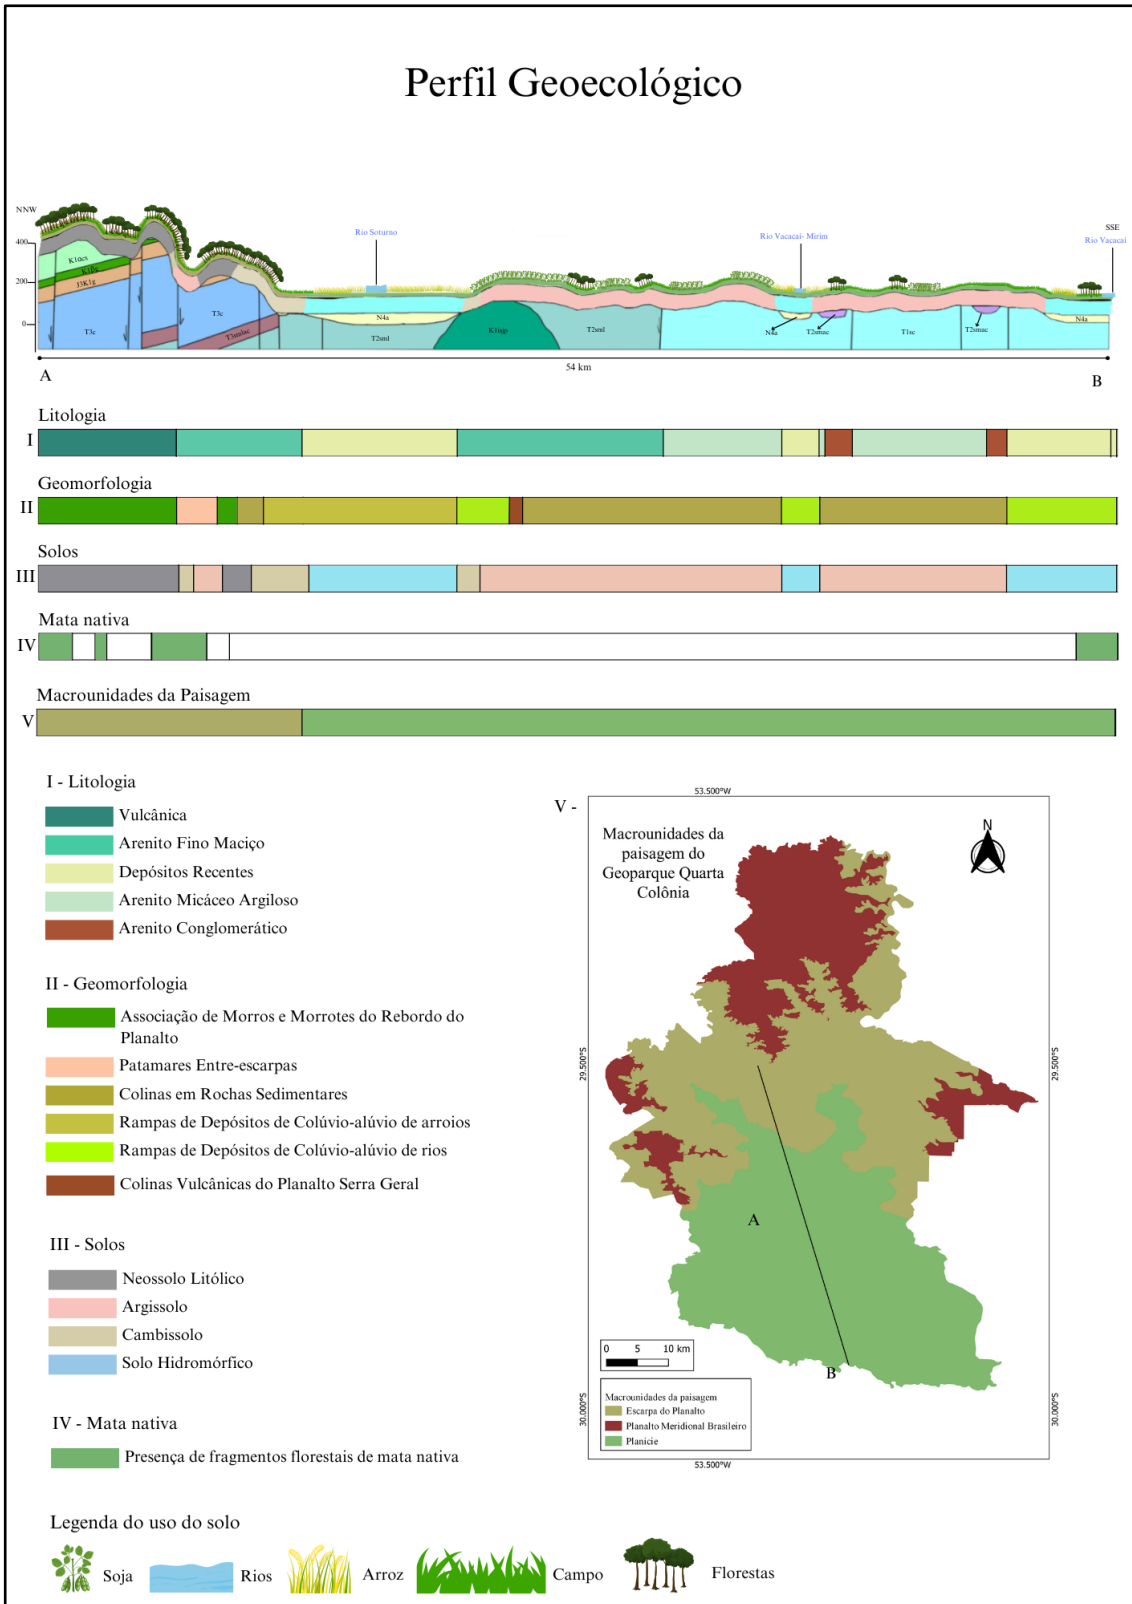 Perfil Geoecológico
NNW
SSE
Rio Soturno
Rio Vacacaí- Mirim
Rio Vacacaí
400
200
0
K1αcs
K1βg
J3K1g
T3c
T3c
T3smlac
N4a
T2sml
K1njp
T2sml
N4a
T2smac
T1sc
T2smac
N4a
54 km
A
B
Litologia
I
Geomorfologia
II
Solos
III
Mata nativa
IV
Macrounidades da Paisagem
V
I - Litologia
Vulcânica
Arenito Fino Maciço
Depósitos Recentes
Arenito Micáceo Argiloso
Arenito Conglomerático
II - Geomorfologia
Associação de Morros e Morrotes do Rebordo do
Planalto
Patamares Entre-escarpas
Colinas em Rochas Sedimentares
Rampas de Depósitos de Colúvio-alúvio de arroios
Rampas de Depósitos de Colúvio-alúvio de rios
Colinas Vulcânicas do Planalto Serra Geral
III - Solos
Neossolo Litólico
Argissolo
Cambissolo
Solo Hidromórfico
IV - Mata nativa
Presença de fragmentos florestais de mata nativa
V -
53.500°W
Macrounidades da
paisagem do
Geoparque Quarta
Colônia
N
29.500°S
29.500°S
A
B
0 5 10 km
Macrounidades da paisagem
Escarpa do Planalto
Planalto Meridional Brasileiro
Planície
30.000°S
30.000°S
53.500°W
Legenda do uso do solo
Soja
Rios
Arroz
Campo
Florestas